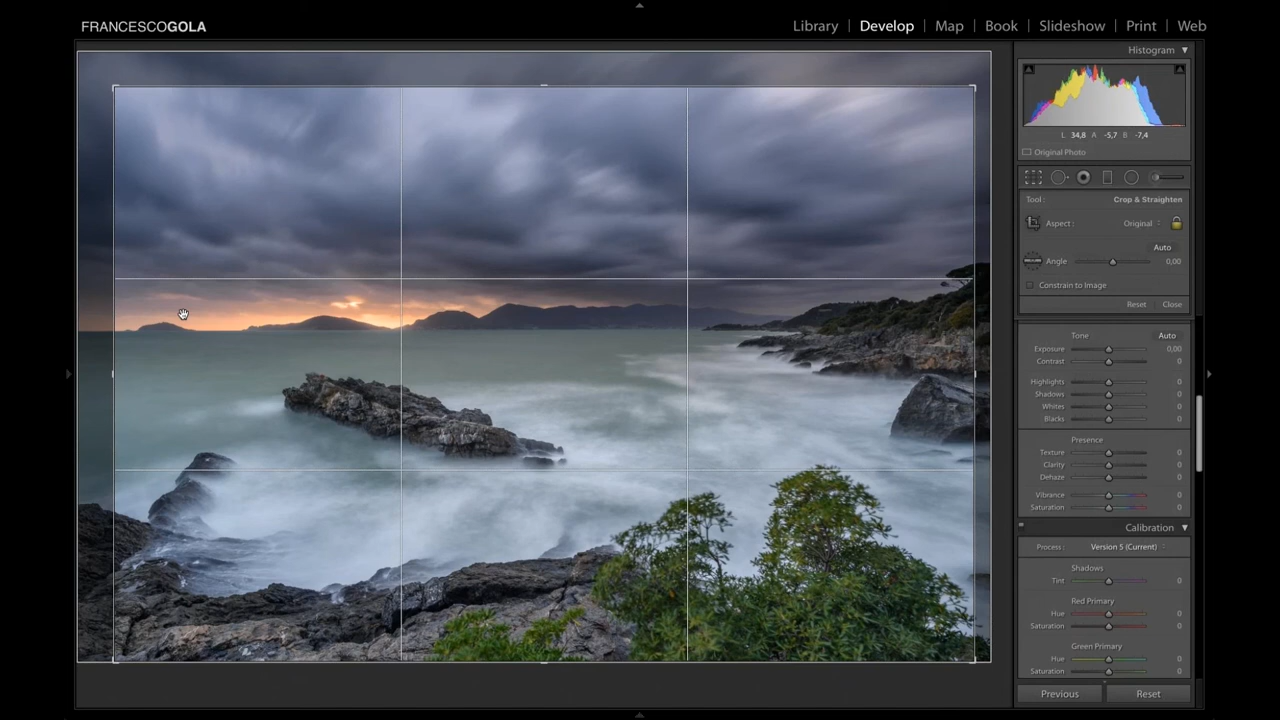 FRANCESCOGOLA
Library | Develop | Map | Book | Slideshow | Print | Web
Histogram
L 34,8 A -5,7 B -7,4
Original Photo
Tool : Crop & Straighten
Aspect : Original
Auto
Angle 0,00
Constrain to Image
Reset Close
Tone Auto
Exposure 0,00
Contrast 0
Highlights 0
Shadows 0
Whites 0
Blacks 0
Presence
Texture 0
Clarity 0
Dehaze 0
Vibrance 0
Saturation 0
Calibration
Process : Version 5 (Current)
Shadows
Tint 0
Red Primary
Hue 0
Saturation 0
Green Primary
Hue 0
Saturation 0
Previous Reset